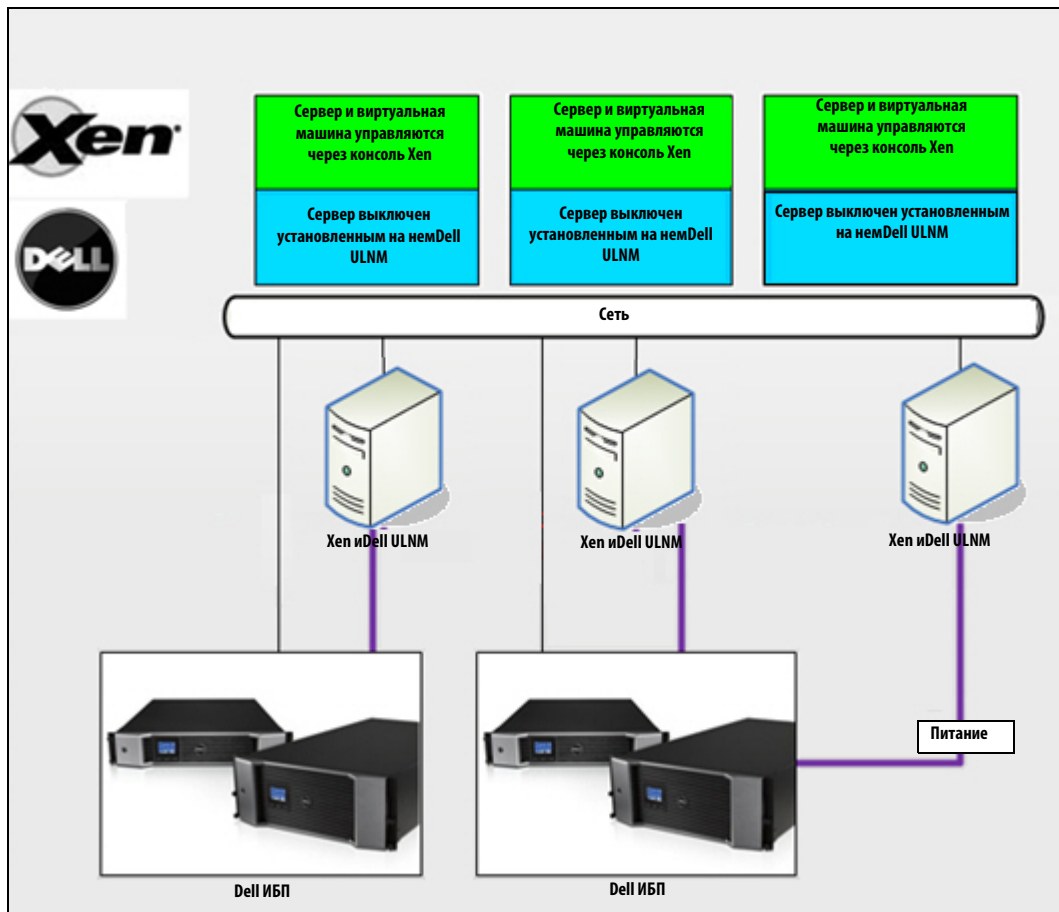 Xen
DELL
Сервер и виртуальная
машина управляются
через консоль Xen
Сервер и виртуальная
машина управляются
через консоль Xen
Сервер и виртуальная
машина управляются
через консоль Xen
Сервер выключен
установленным на немDell
ULNM
Сервер выключен
установленным на немDell
ULNM
Сервер выключен установленным
на немDell ULNM
Сеть
Xen иDell ULNM
Xen иDell ULNM
Xen иDell ULNM
Питание
Dell ИБП
Dell ИБП